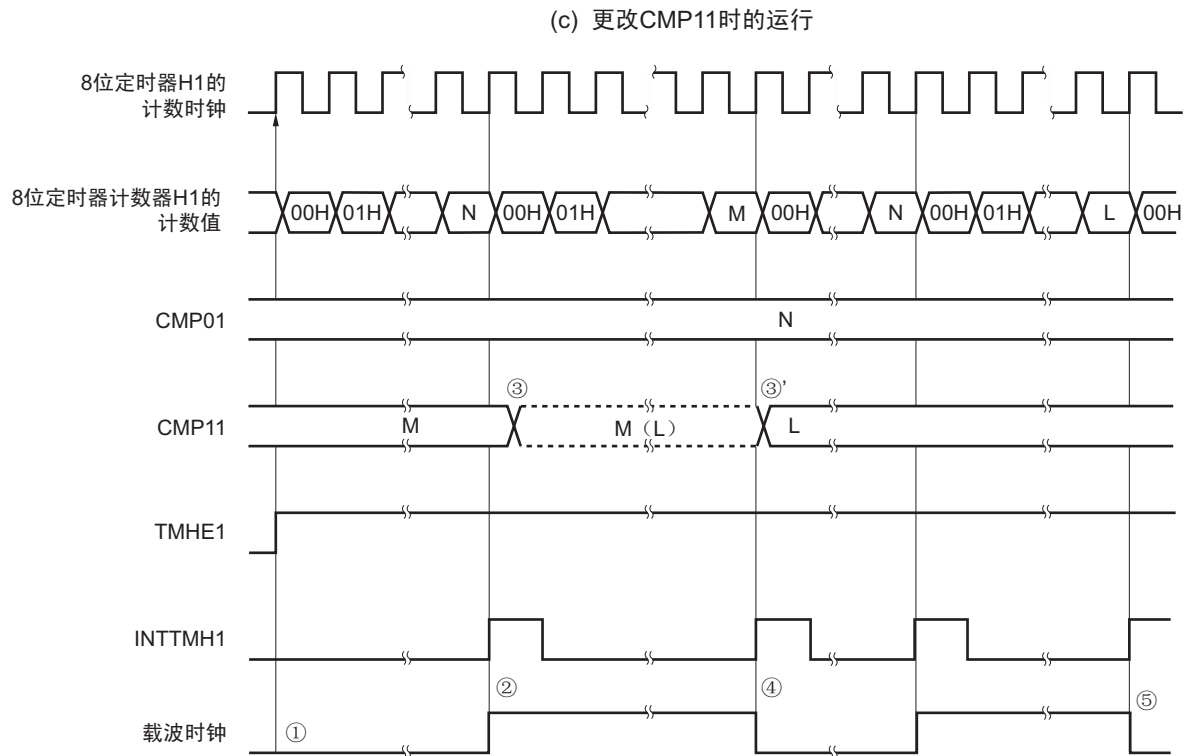 (c) 更改CMP11时的运行
8位定时器H1的
计数时钟
8位定时器计数器H1的
计数值
00H 01H N 00H 01H M 00H N 00H 01H L 00H
CMP01
N
③ ③’
CMP11
M M（L） L
TMHE1
INTTMH1
② ④ ⑤
载波时钟
①